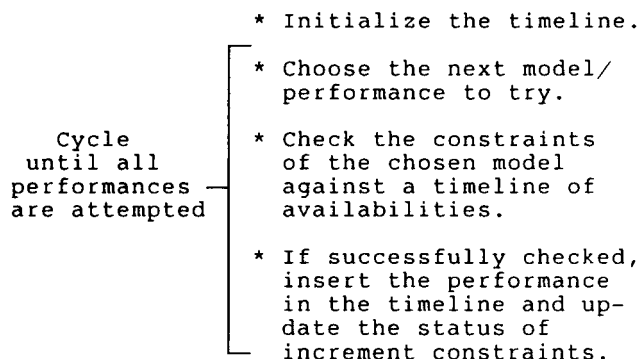 * Initialize the timeline.
* Choose the next model/
performance to try.
Cycle
until all
performances
are attempted
* Check the constraints
of the chosen model
against a timeline of
availabilities.
* If successfully checked,
insert the performance
in the timeline and up-
date the status of
increment constraints.